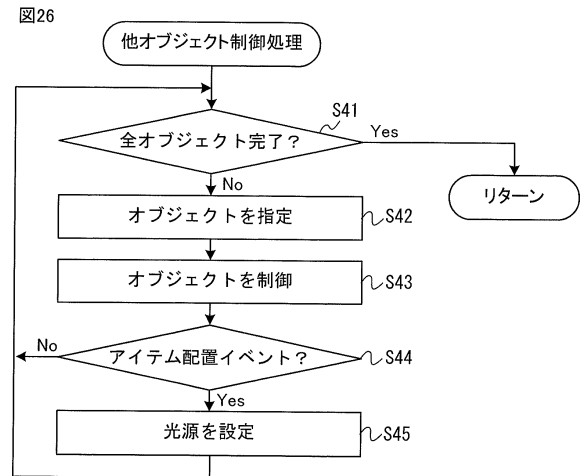 図26
他オブジェクト制御処理
S41
全オブジェクト完了？
Yes
No
リターン
オブジェクトを指定
S42
オブジェクトを制御
S43
No
アイテム配置イベント？
S44
Yes
光源を設定
S45